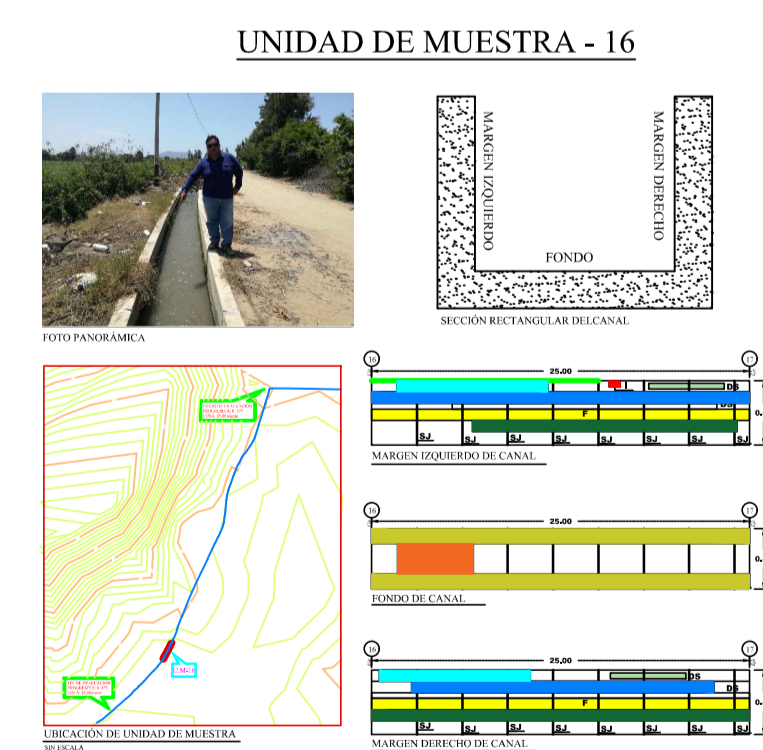 UNIDAD DE MUESTRA - 16
MARGEN IZQUIERDO
MARGEN DERECHO
FONDO
FOTO PANORÁMICA
SECCIÓN RECTANGULAR DELCANAL
16
17
25.00
DS
DS
F
SJ SJ SJ SJ SJ SJ SJ SJ
MARGEN IZQUIERDO DE CANAL
U.M-16
16
17
25.00
FONDO DE CANAL
16
17
25.00
DS
DS
F
SJ SJ SJ SJ SJ SJ SJ SJ
MARGEN DERECHO DE CANAL
UBICACIÓN DE UNIDAD DE MUESTRA
SIN ESCALA